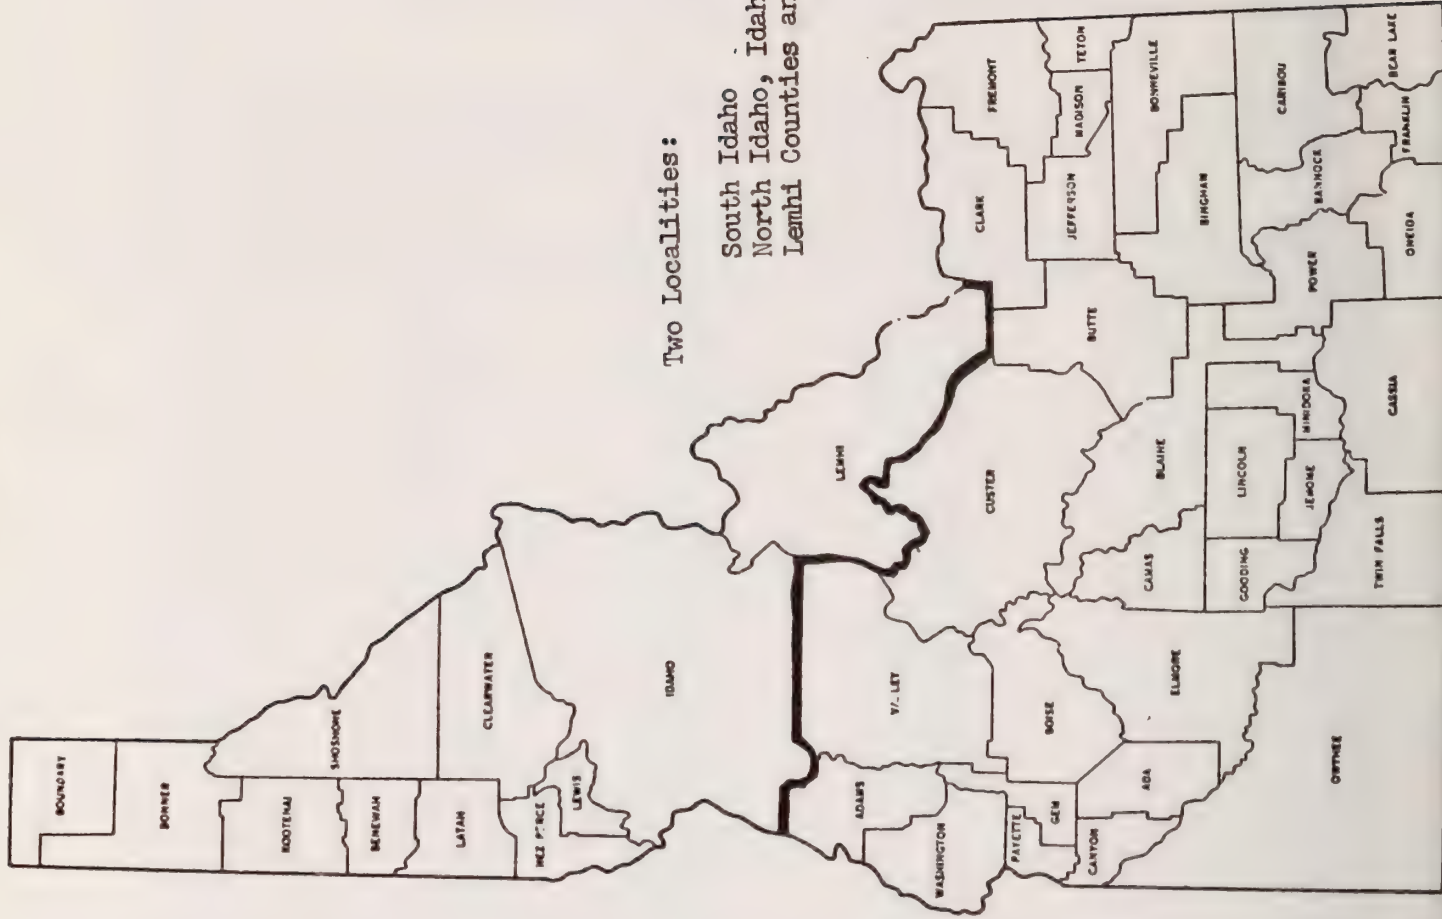 Two Localities:
South Idaho
North Idaho, Idah
Lemhi Counties an
BOUNDARY
BONNER
KOOTENAI
SHOSHONE
BENEWAH
LATAH
CLEARWATER
NEZ PERCE
LEWIS
IDAHO
LEMHI
ADAMS
VALLEY
WASHINGTON
PAYETTE
GEM
BOISE
CANYON
ADA
ELMORE
OWYHEE
CUSTER
CAMAS
BLAINE
GOODING
LINCOLN
JEROME
MINIDOKA
TWIN FALLS
CASSIA
BUTTE
CLARK
FREMONT
JEFFERSON
MADISON
TETON
BONNEVILLE
BINGHAM
CARIBOU
BANNOCK
POWER
ONEIDA
FRANKLIN
BEAR LAKE